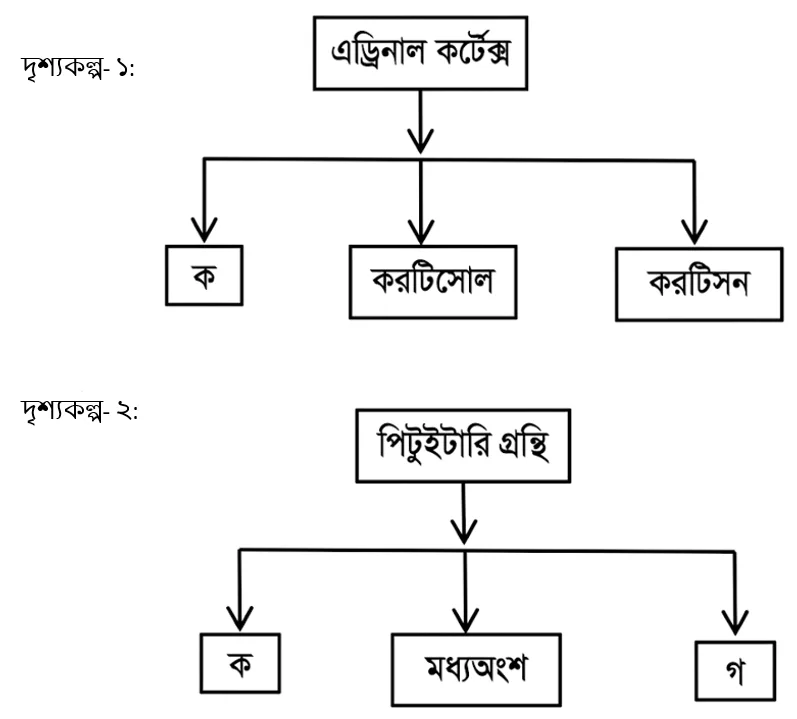 দৃশ্যকল্প- ১:
এড্রিনাল কর্টেক্স
ক
করটিসোল
করটিসন
দৃশ্যকল্প- ২:
পিটুইটারি গ্রন্থি
ক
মধ্যঅংশ
গ